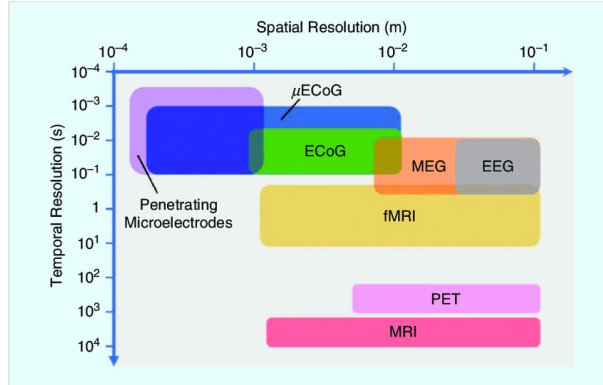 Spatial Resolution (m)
10⁻⁴ 10⁻³ 10⁻² 10⁻¹
Temporal Resolution (s)
10⁻⁴
10⁻³
10⁻²
10⁻¹
1
10¹
10²
10³
10⁴
μECoG
ECoG
MEG
EEG
Penetrating
Microelectrodes
fMRI
PET
MRI